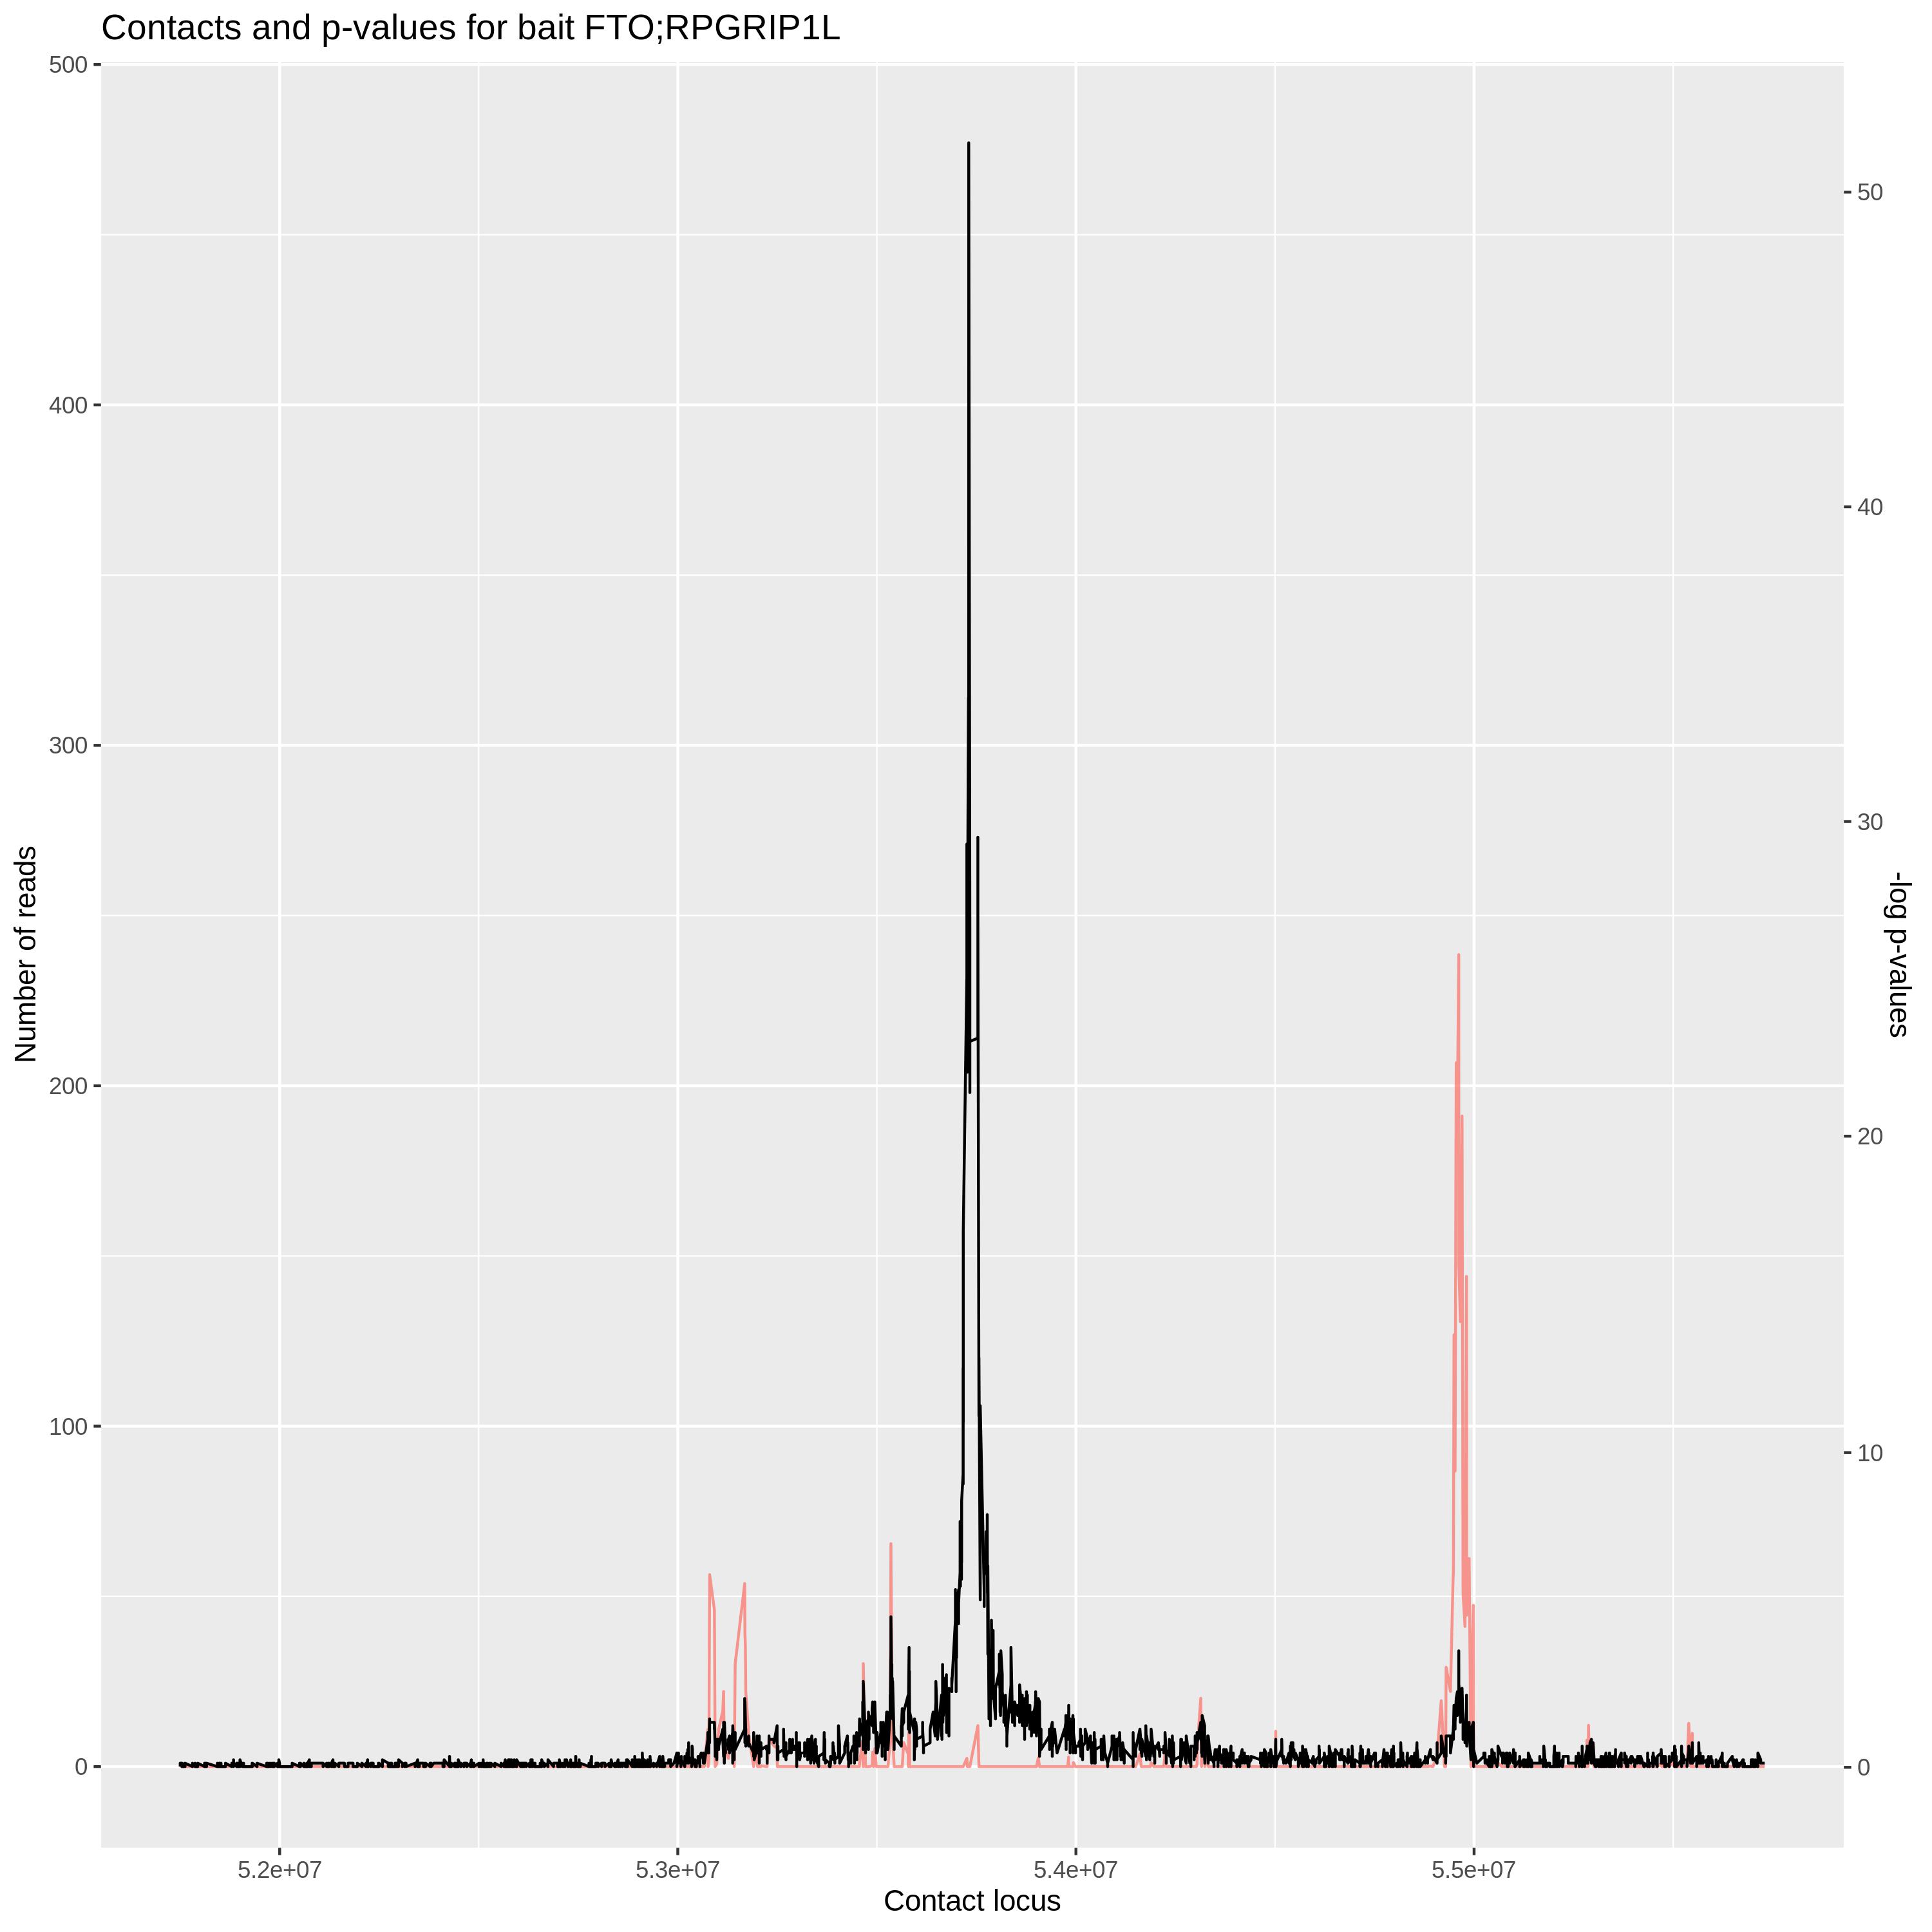 Contacts and p-values for bait FTO;RPGRIP1L
500
400
300
200
100
0
Number of reads
50
40
30
20
10
0
-log p-values
5.2e+07
5.3e+07
5.4e+07
5.5e+07
Contact locus